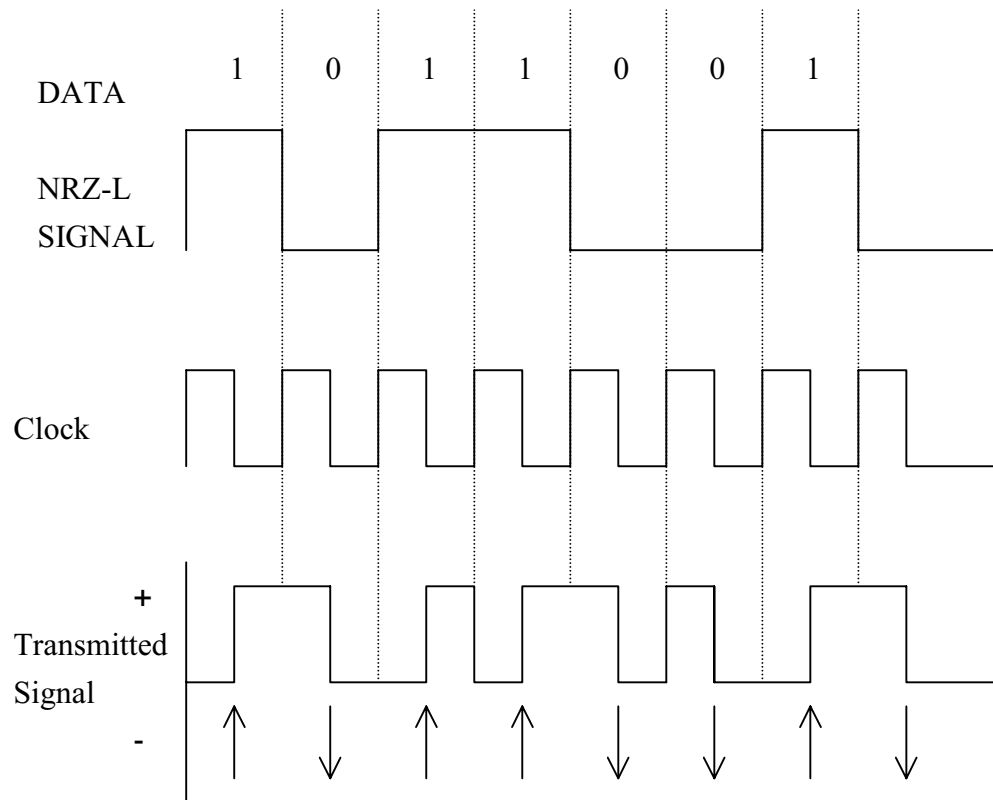 1 0 1 1 0 0 1
DATA
NRZ-L
SIGNAL
Clock
+
Transmitted
Signal
-